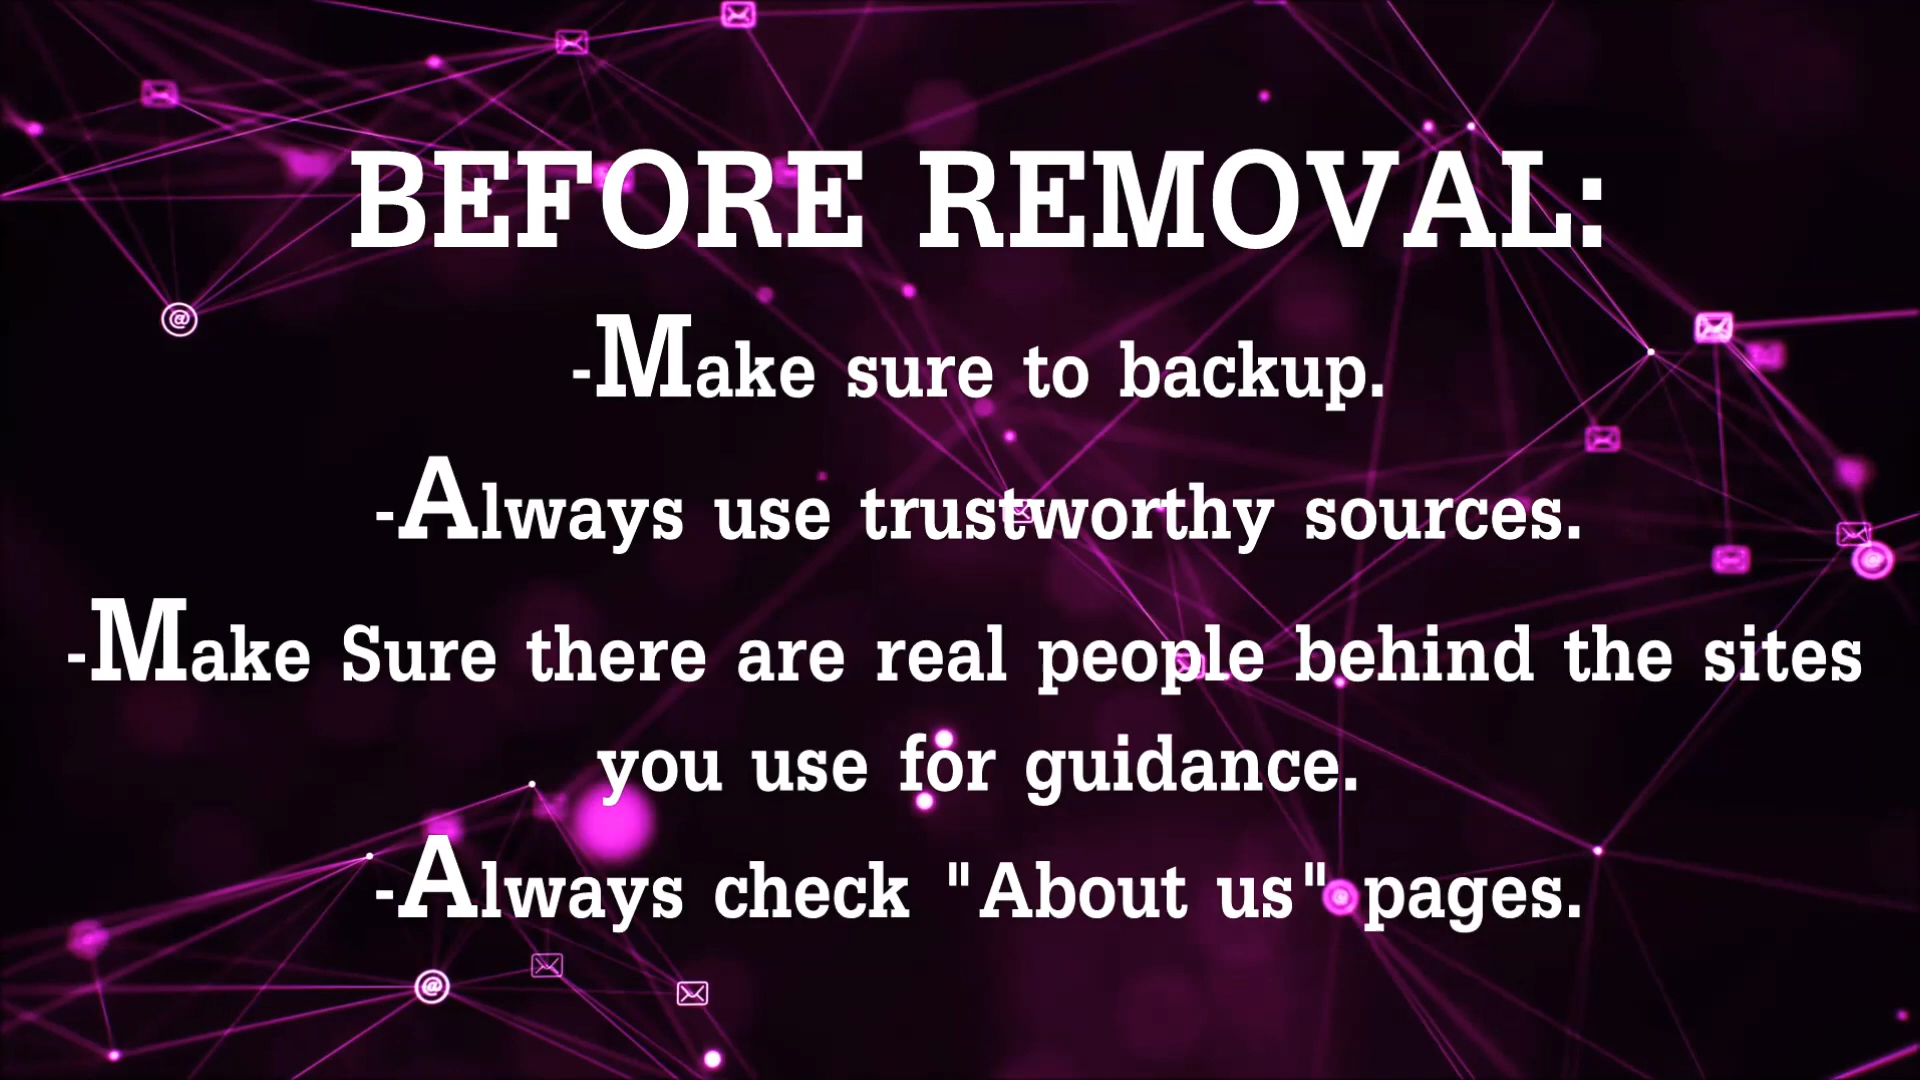 BEFORE REMOVAL:
-Make sure to backup.
-Always use trustworthy sources.
-Make Sure there are real people behind the sites
you use for guidance.
-Always check "About us" pages.